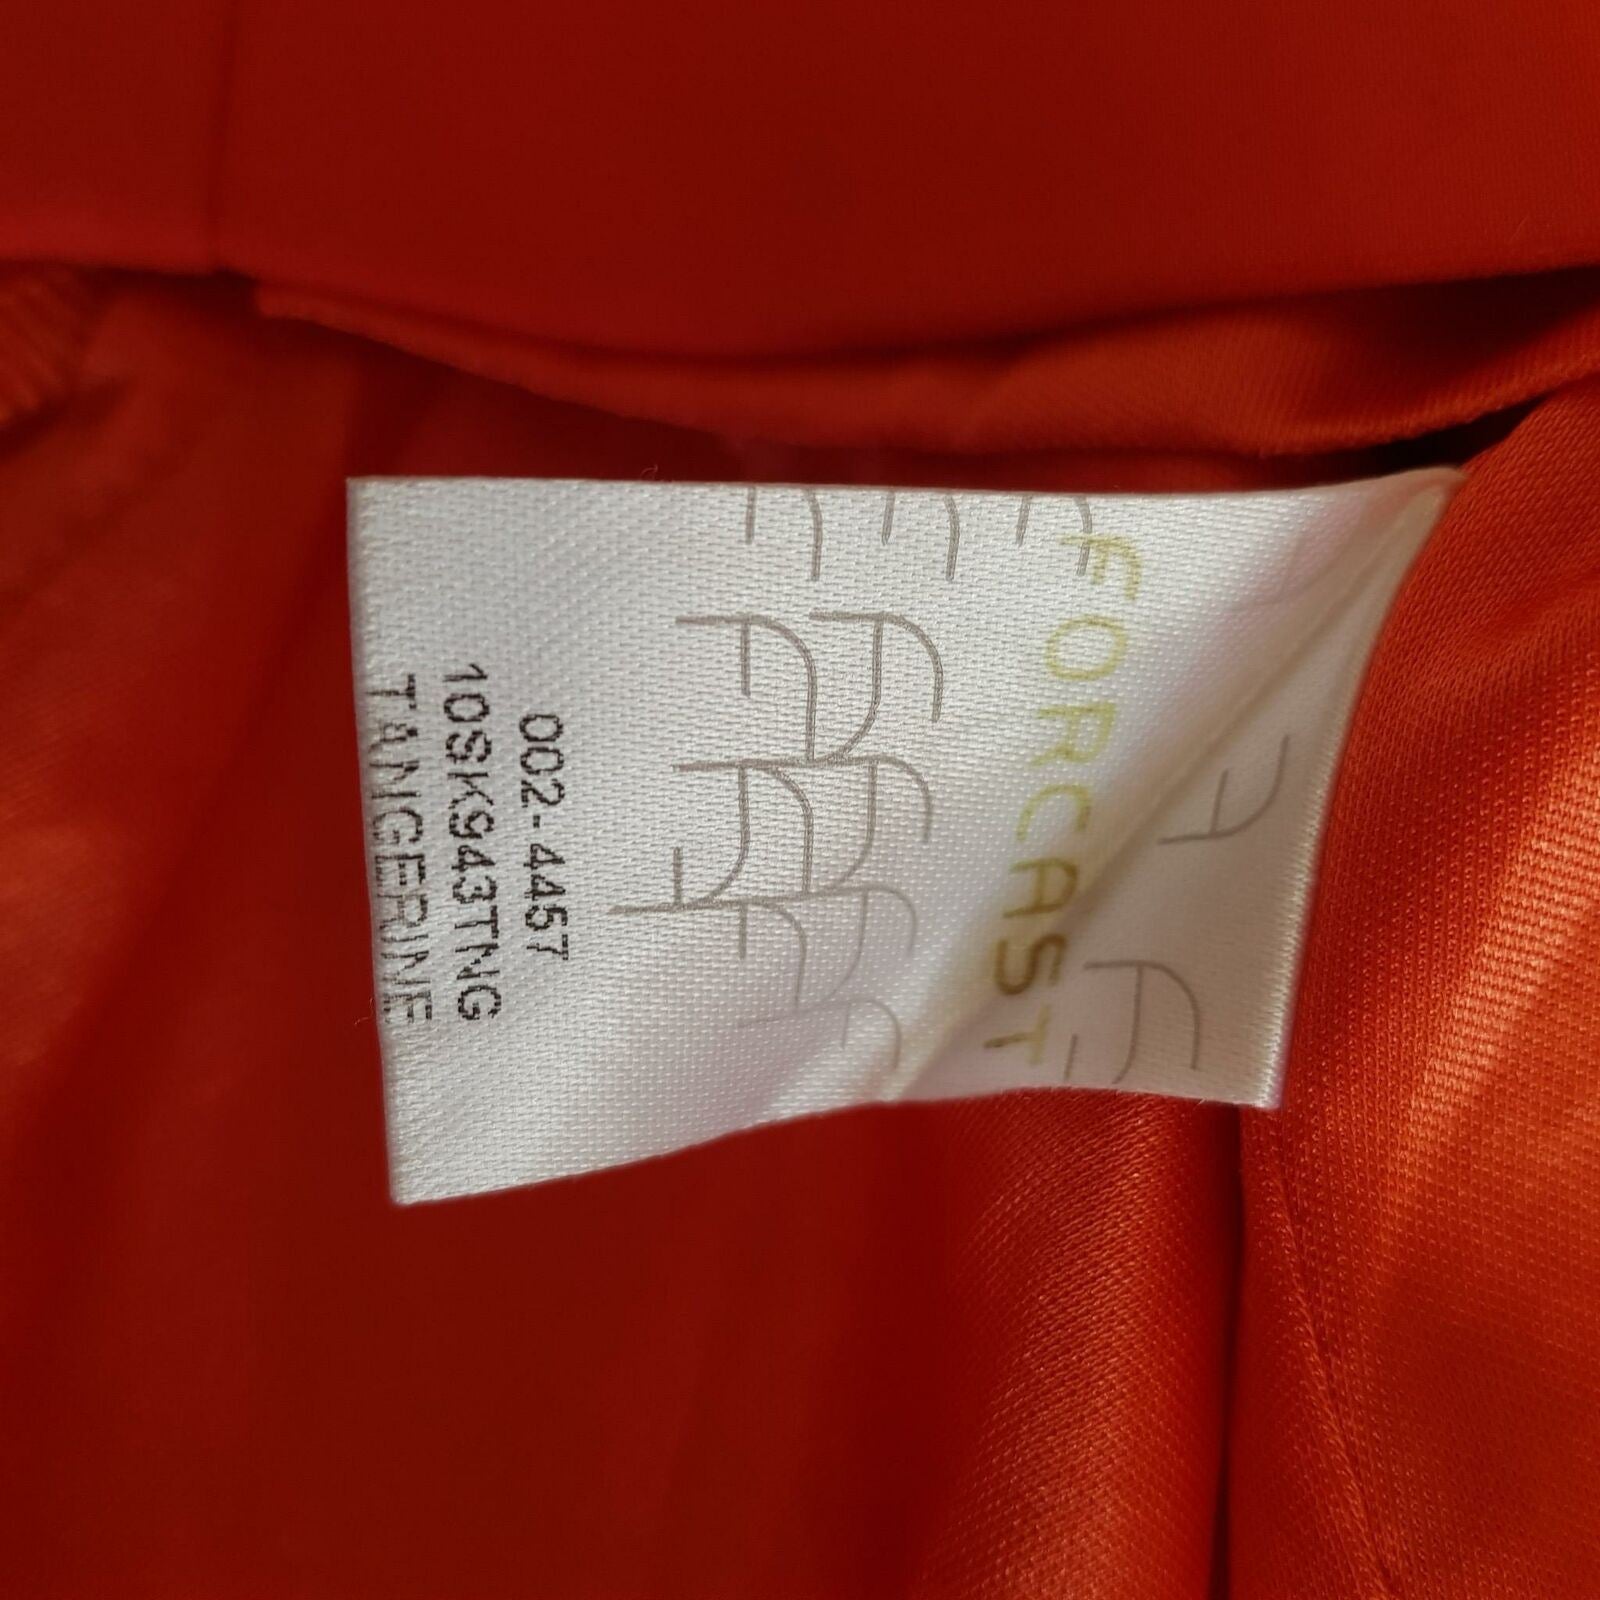 FORCAST
002-4457
10SK943TNG
TANGERINE